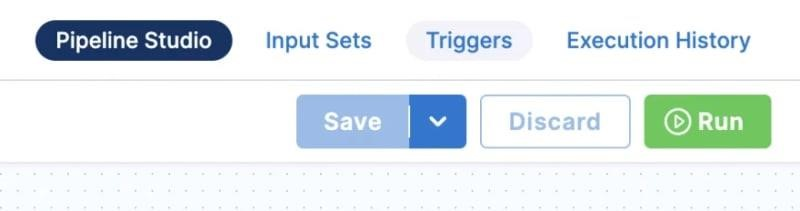 Pipeline Studio Input Sets Triggers Execution History
Save Discard Run